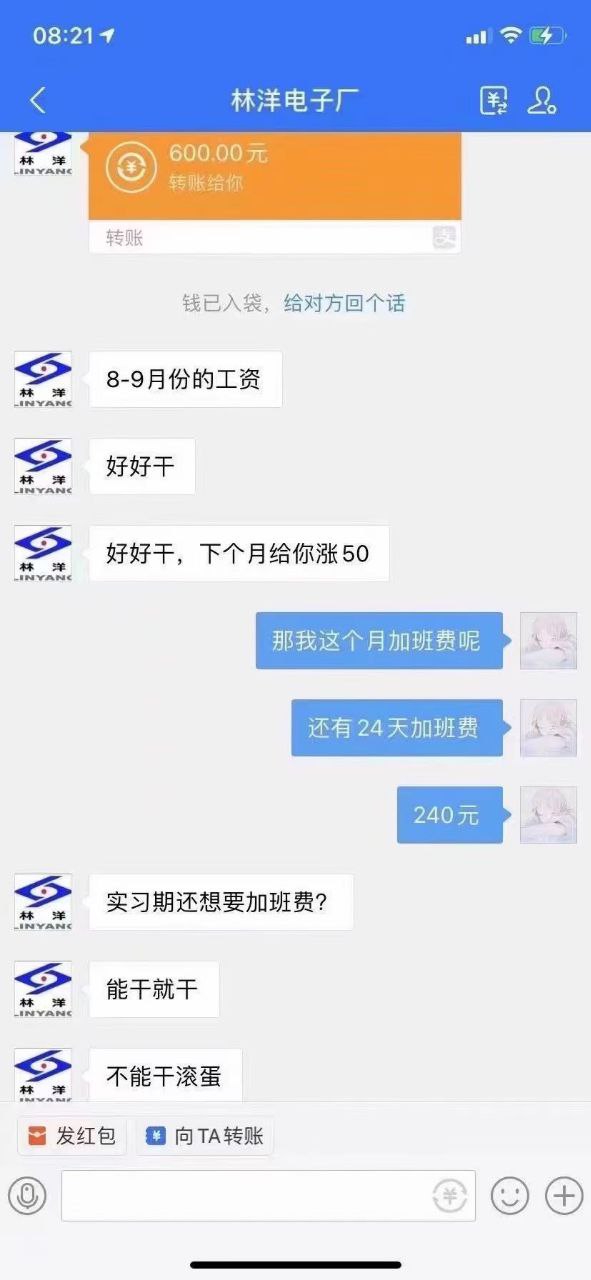 08:21
林洋电子厂
林 洋
LINYANG
600.00元
转账给你
转账
支
钱已入袋，给对方回个话
林 洋
LINYANG
8-9月份的工资
林 洋
LINYANG
好好干
林 洋
LINYANG
好好干，下个月给你涨50
那我这个月加班费呢
还有24天加班费
240元
林 洋
LINYANG
实习期还想要加班费?
林 洋
LINYANG
能干就干
林 洋
LINYANG
不能干滚蛋
发红包
¥ 向TA转账